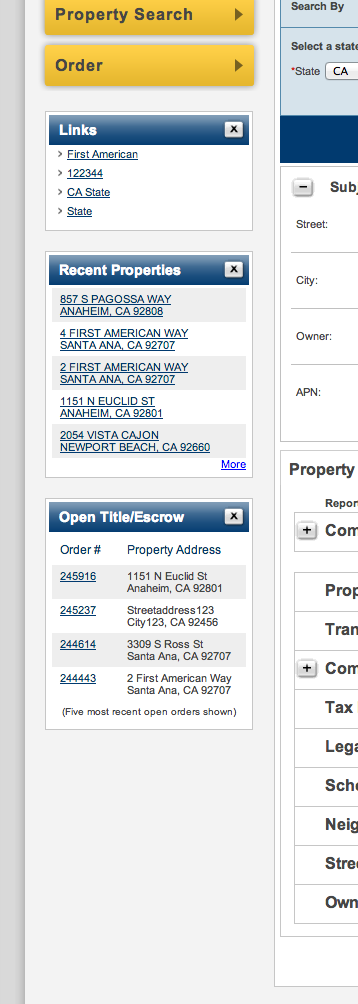 Property Search
Order
Links
X
First American
122344
CA State
State
Recent Properties
X
857 S PAGOSSA WAY
ANAHEIM, CA 92808
4 FIRST AMERICAN WAY
SANTA ANA, CA 92707
2 FIRST AMERICAN WAY
SANTA ANA, CA 92707
1151 N EUCLID ST
ANAHEIM, CA 92801
2054 VISTA CAJON
NEWPORT BEACH, CA 92660
More
Open Title/Escrow
X
Order # Property Address
245916 1151 N Euclid St
Anaheim, CA 92801
245237 Streetaddress123
City123, CA 92456
244614 3309 S Ross St
Santa Ana, CA 92707
244443 2 First American Way
Santa Ana, CA 92707
(Five most recent open orders shown)
Search By
Select a state
*State CA
Sub
Street:
City:
Owner:
APN:
Property
Repor
Com
Prop
Tran
Com
Tax
Lega
Scho
Neig
Stree
Own